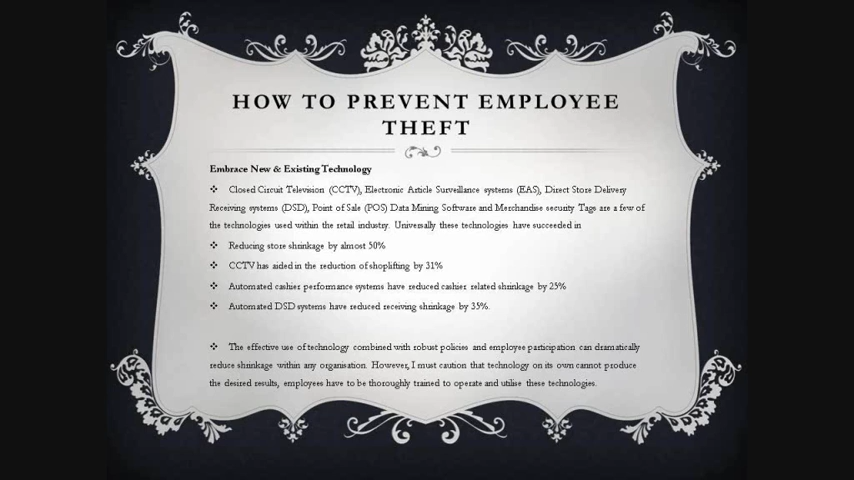 HOW TO PREVENT EMPLOYEE
THEFT
Embrace New & Existing Technology
❖ Closed Circuit Television (CCTV), Electronic Article Surveillance systems (EAS), Direct Store Delivery
Receiving systems (DSD), Point of Sale (POS) Data Mining Software and Merchandise security Tags are a few of
the technologies used within the retail industry. Universally these technologies have succeeded in
❖ Reducing store shrinkage by almost 50%
❖ CCTV has aided in the reduction of shoplifting by 31%
❖ Automated cashier performance systems have reduced cashier related shrinkage by 25%
❖ Automated DSD systems have reduced receiving shrinkage by 35%.
❖ The effective use of technology combined with robust policies and employee participation can dramatically
reduce shrinkage within any organisation. However, I must caution that technology on its own cannot produce
the desired results, employees have to be thoroughly trained to operate and utilise these technologies.